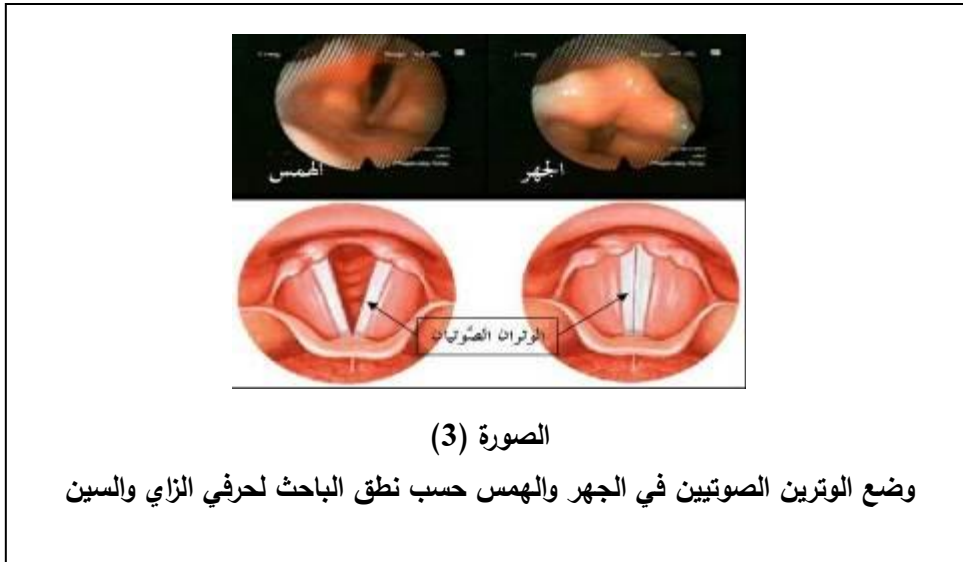 الهمس
الجهر
الوتران الصَّوتيان
الصورة (3)
وضع الوترين الصوتيين في الجهر والهمس حسب نطق الباحث لحرفي الزاي والسين